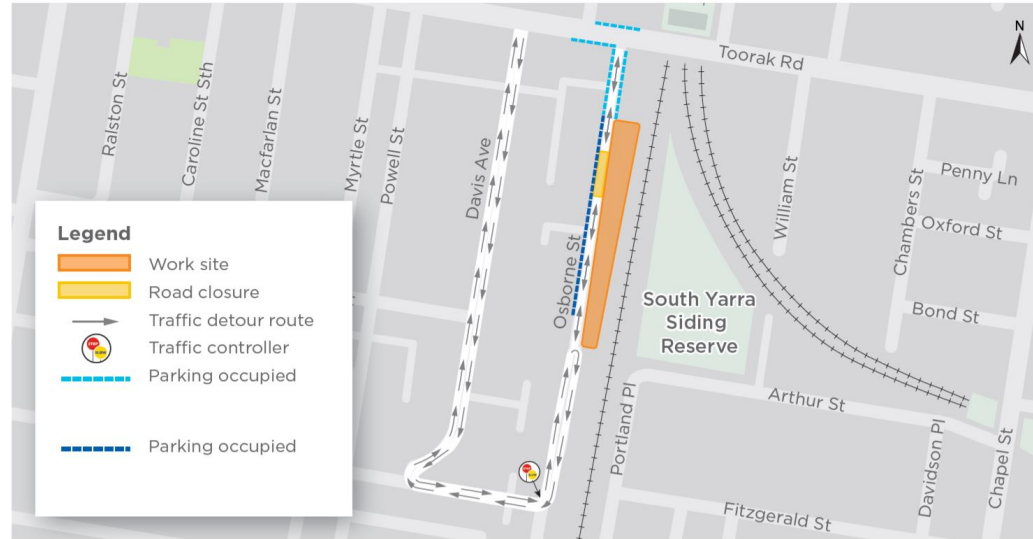 N
Toorak Rd
Ralston St
Caroline St Sth
Macfarlan St
Myrtle St
Powell St
Davis Ave
Osborne St
William St
Chambers St
Penny Ln
Oxford St
Bond St
South Yarra
Siding
Reserve
Portland Pl
Arthur St
Davidson Pl
Chapel St
Fitzgerald St
Legend
Work site
Road closure
Traffic detour route
STOP
SLOW
Traffic controller
Parking occupied
Parking occupied